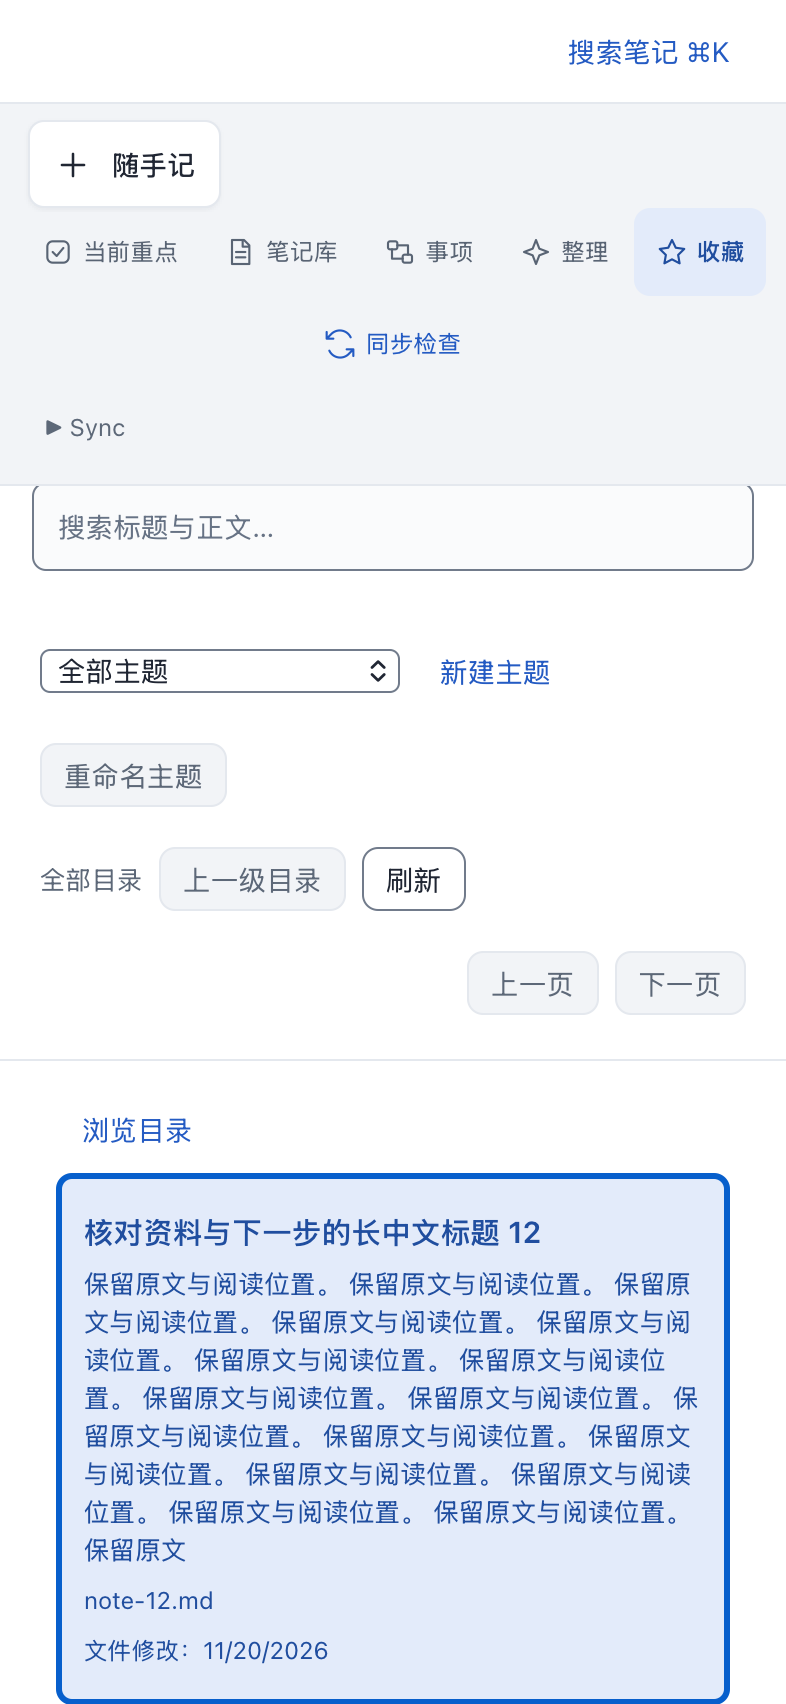 搜索笔记 ⌘K
随手记
当前重点 笔记库 事项 整理 收藏
同步检查
Sync
搜索标题与正文...
全部主题 新建主题
重命名主题
全部目录 上一级目录 刷新
上一页 下一页
浏览目录
核对资料与下一步的长中文标题 12
保留原文与阅读位置。 保留原文与阅读位置。 保留原
文与阅读位置。 保留原文与阅读位置。 保留原文与阅
读位置。 保留原文与阅读位置。 保留原文与阅读位
置。 保留原文与阅读位置。 保留原文与阅读位置。 保
留原文与阅读位置。 保留原文与阅读位置。 保留原文
与阅读位置。 保留原文与阅读位置。 保留原文与阅读
位置。 保留原文与阅读位置。 保留原文与阅读位置。
保留原文
note-12.md
文件修改：11/20/2026